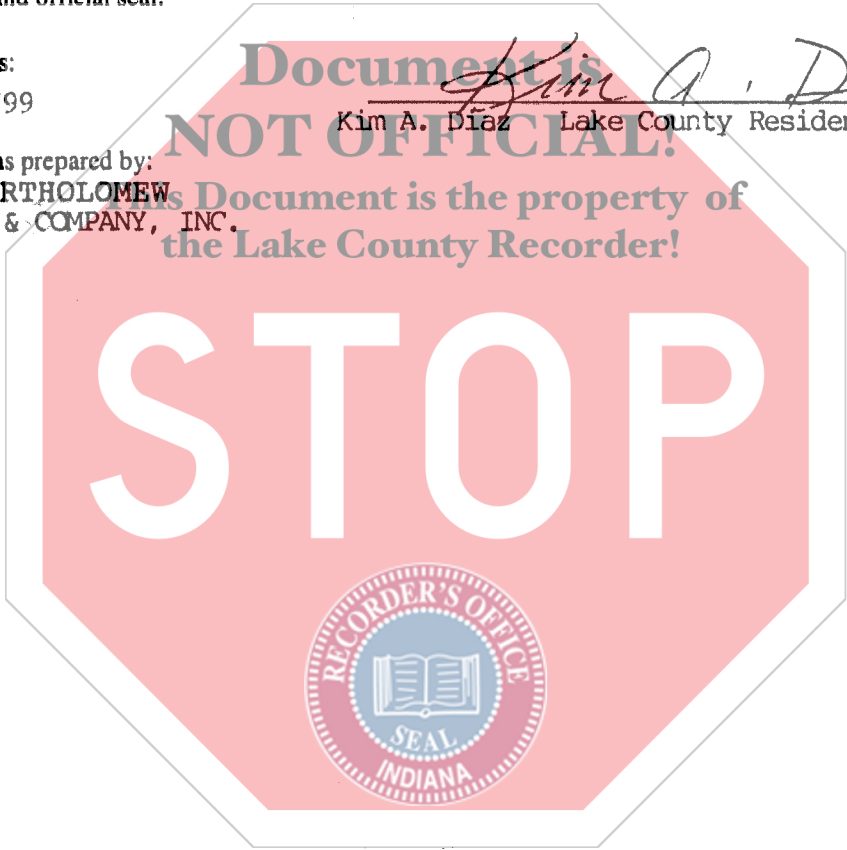 and official seal.
s:
Document is
Kim A. D
/99
Kim A. Diaz Lake County Residen
NOT OFFICIAL!
as prepared by:
RTHOLOMEW
This Document is the property of
& COMPANY, INC.
the Lake County Recorder!
STOP
RECORDER'S OFFICE
SEAL
INDIANA